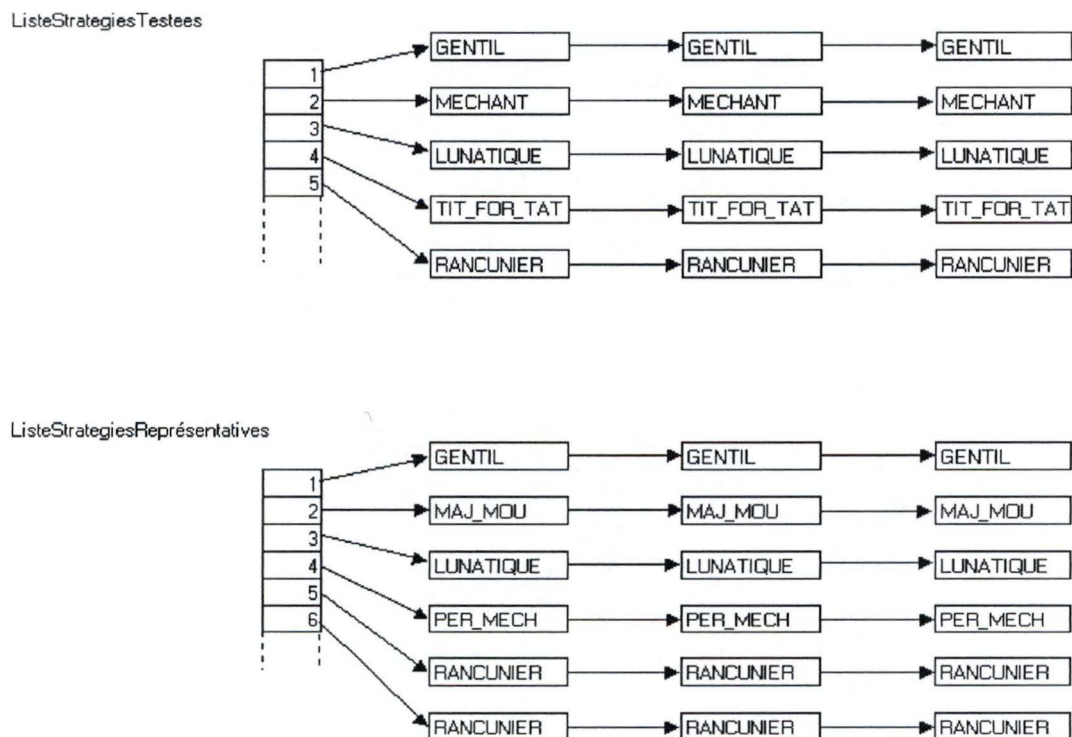 ListeStrategiesTestees
GENTIL GENTIL GENTIL
1
2 MECHANT MECHANT MECHANT
3
LUNATIQUE LUNATIQUE LUNATIQUE
4
5
TIT_FOR_TAT TIT_FOR_TAT TIT_FOR_TAT
RANCUNIER RANCUNIER RANCUNIER
ListeStrategiesReprésentatives
GENTIL GENTIL GENTIL
1
2 MAJ_MOU MAJ_MOU MAJ_MOU
3
LUNATIQUE LUNATIQUE LUNATIQUE
4
5
6 PER_MECH PER_MECH PER_MECH
RANCUNIER RANCUNIER RANCUNIER
RANCUNIER RANCUNIER RANCUNIER